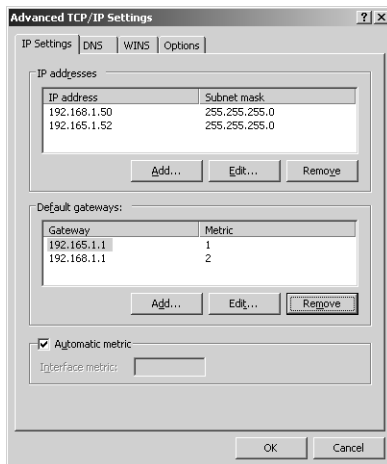 Advanced TCP/IP Settings
IP Settings DNS WINS Options
IP addresses
IP address Subnet mask
192.168.1.50 255.255.255.0
192.165.1.52 255.255.255.0
Add... Edit... Remove
Default gateways:
Gateway Metric
192.165.1.1 1
192.168.1.1 2
Add... Edit... Remove
Automatic metric
Interface metric:
OK Cancel